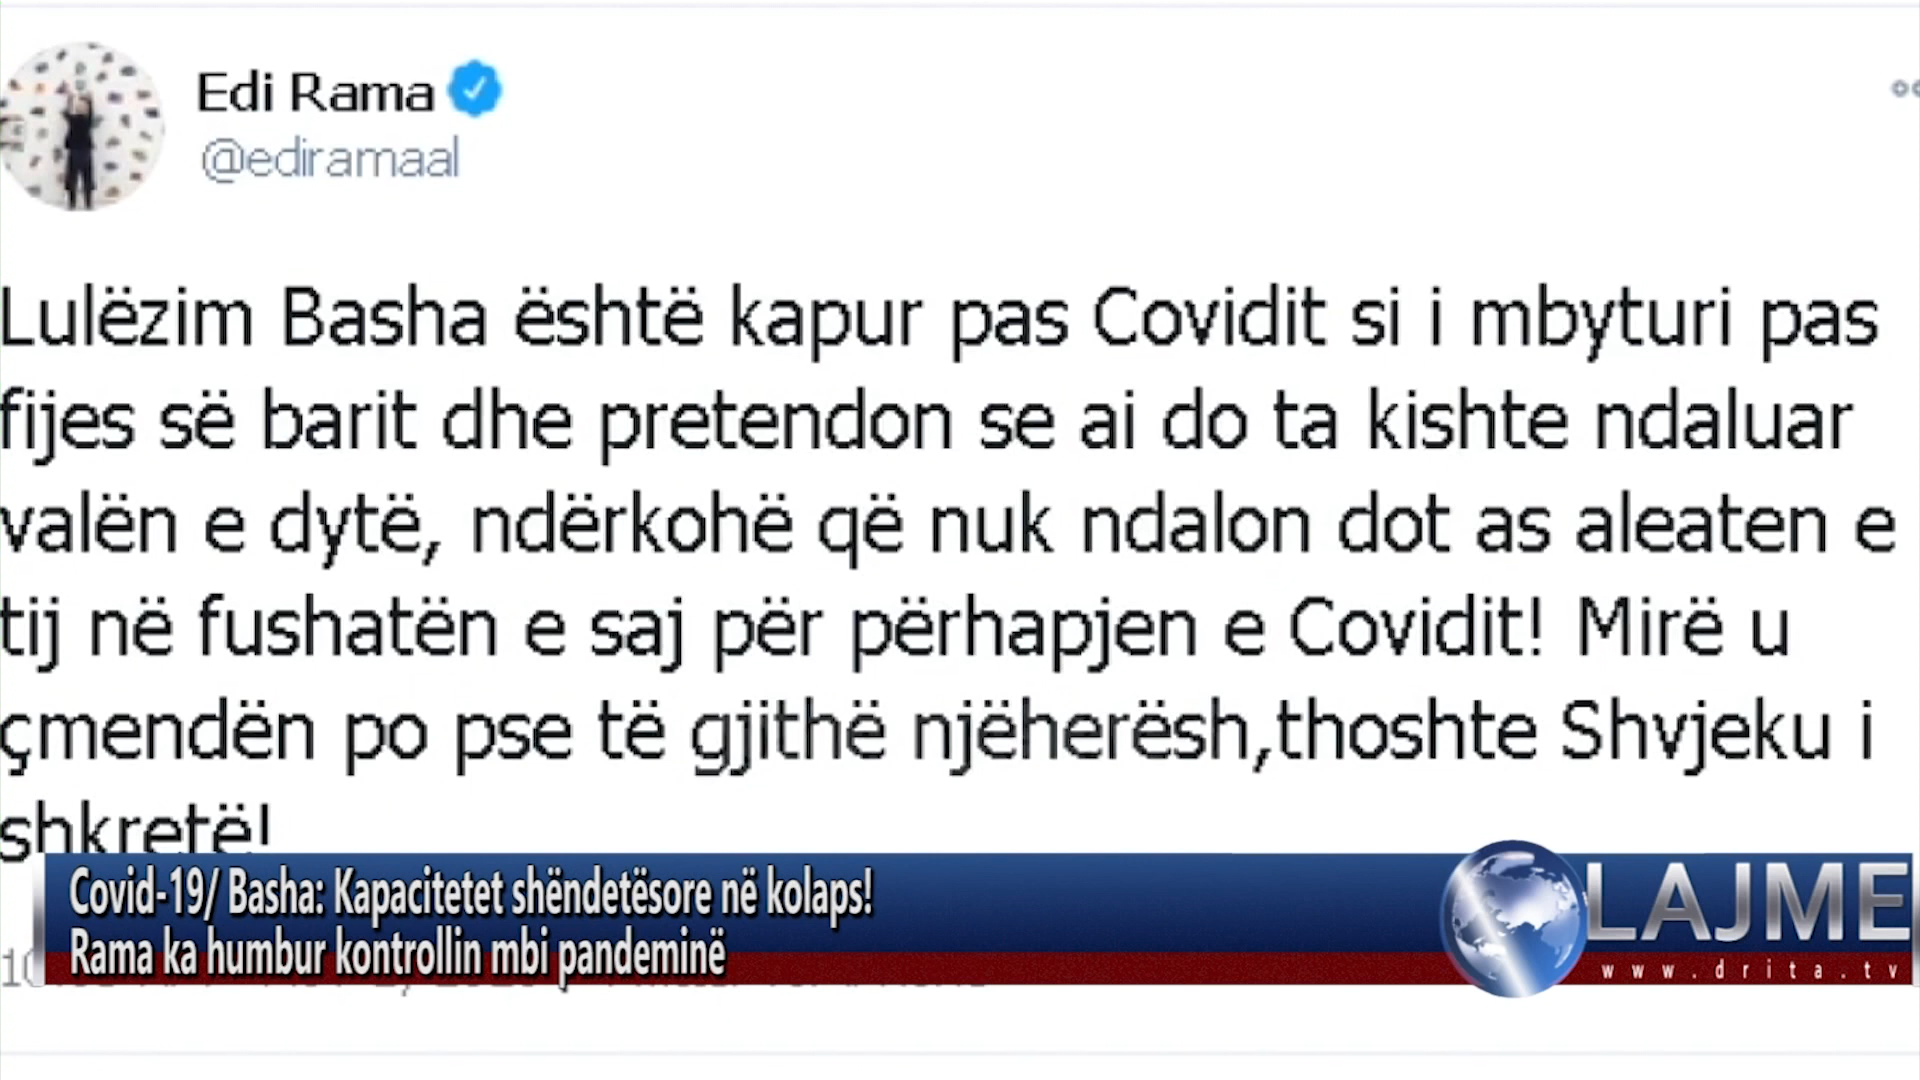 Edi Rama
@ediramaal
Lulëzim Basha është kapur pas Covidit si i mbyturi pas
fijes së barit dhe pretendon se ai do ta kishte ndaluar
valën e dytë, ndërkohë që nuk ndalon dot as aleaten e
tij në fushatën e saj për përhapjen e Covidit! Mirë u
çmendën po pse të gjithë njëherësh,thoshte Shvjeku i
shkretë!
Covid-19/ Basha: Kapacitetet shëndetësore në kolaps!
Rama ka humbur kontrollin mbi pandeminë
LAJME
www.drita.tv